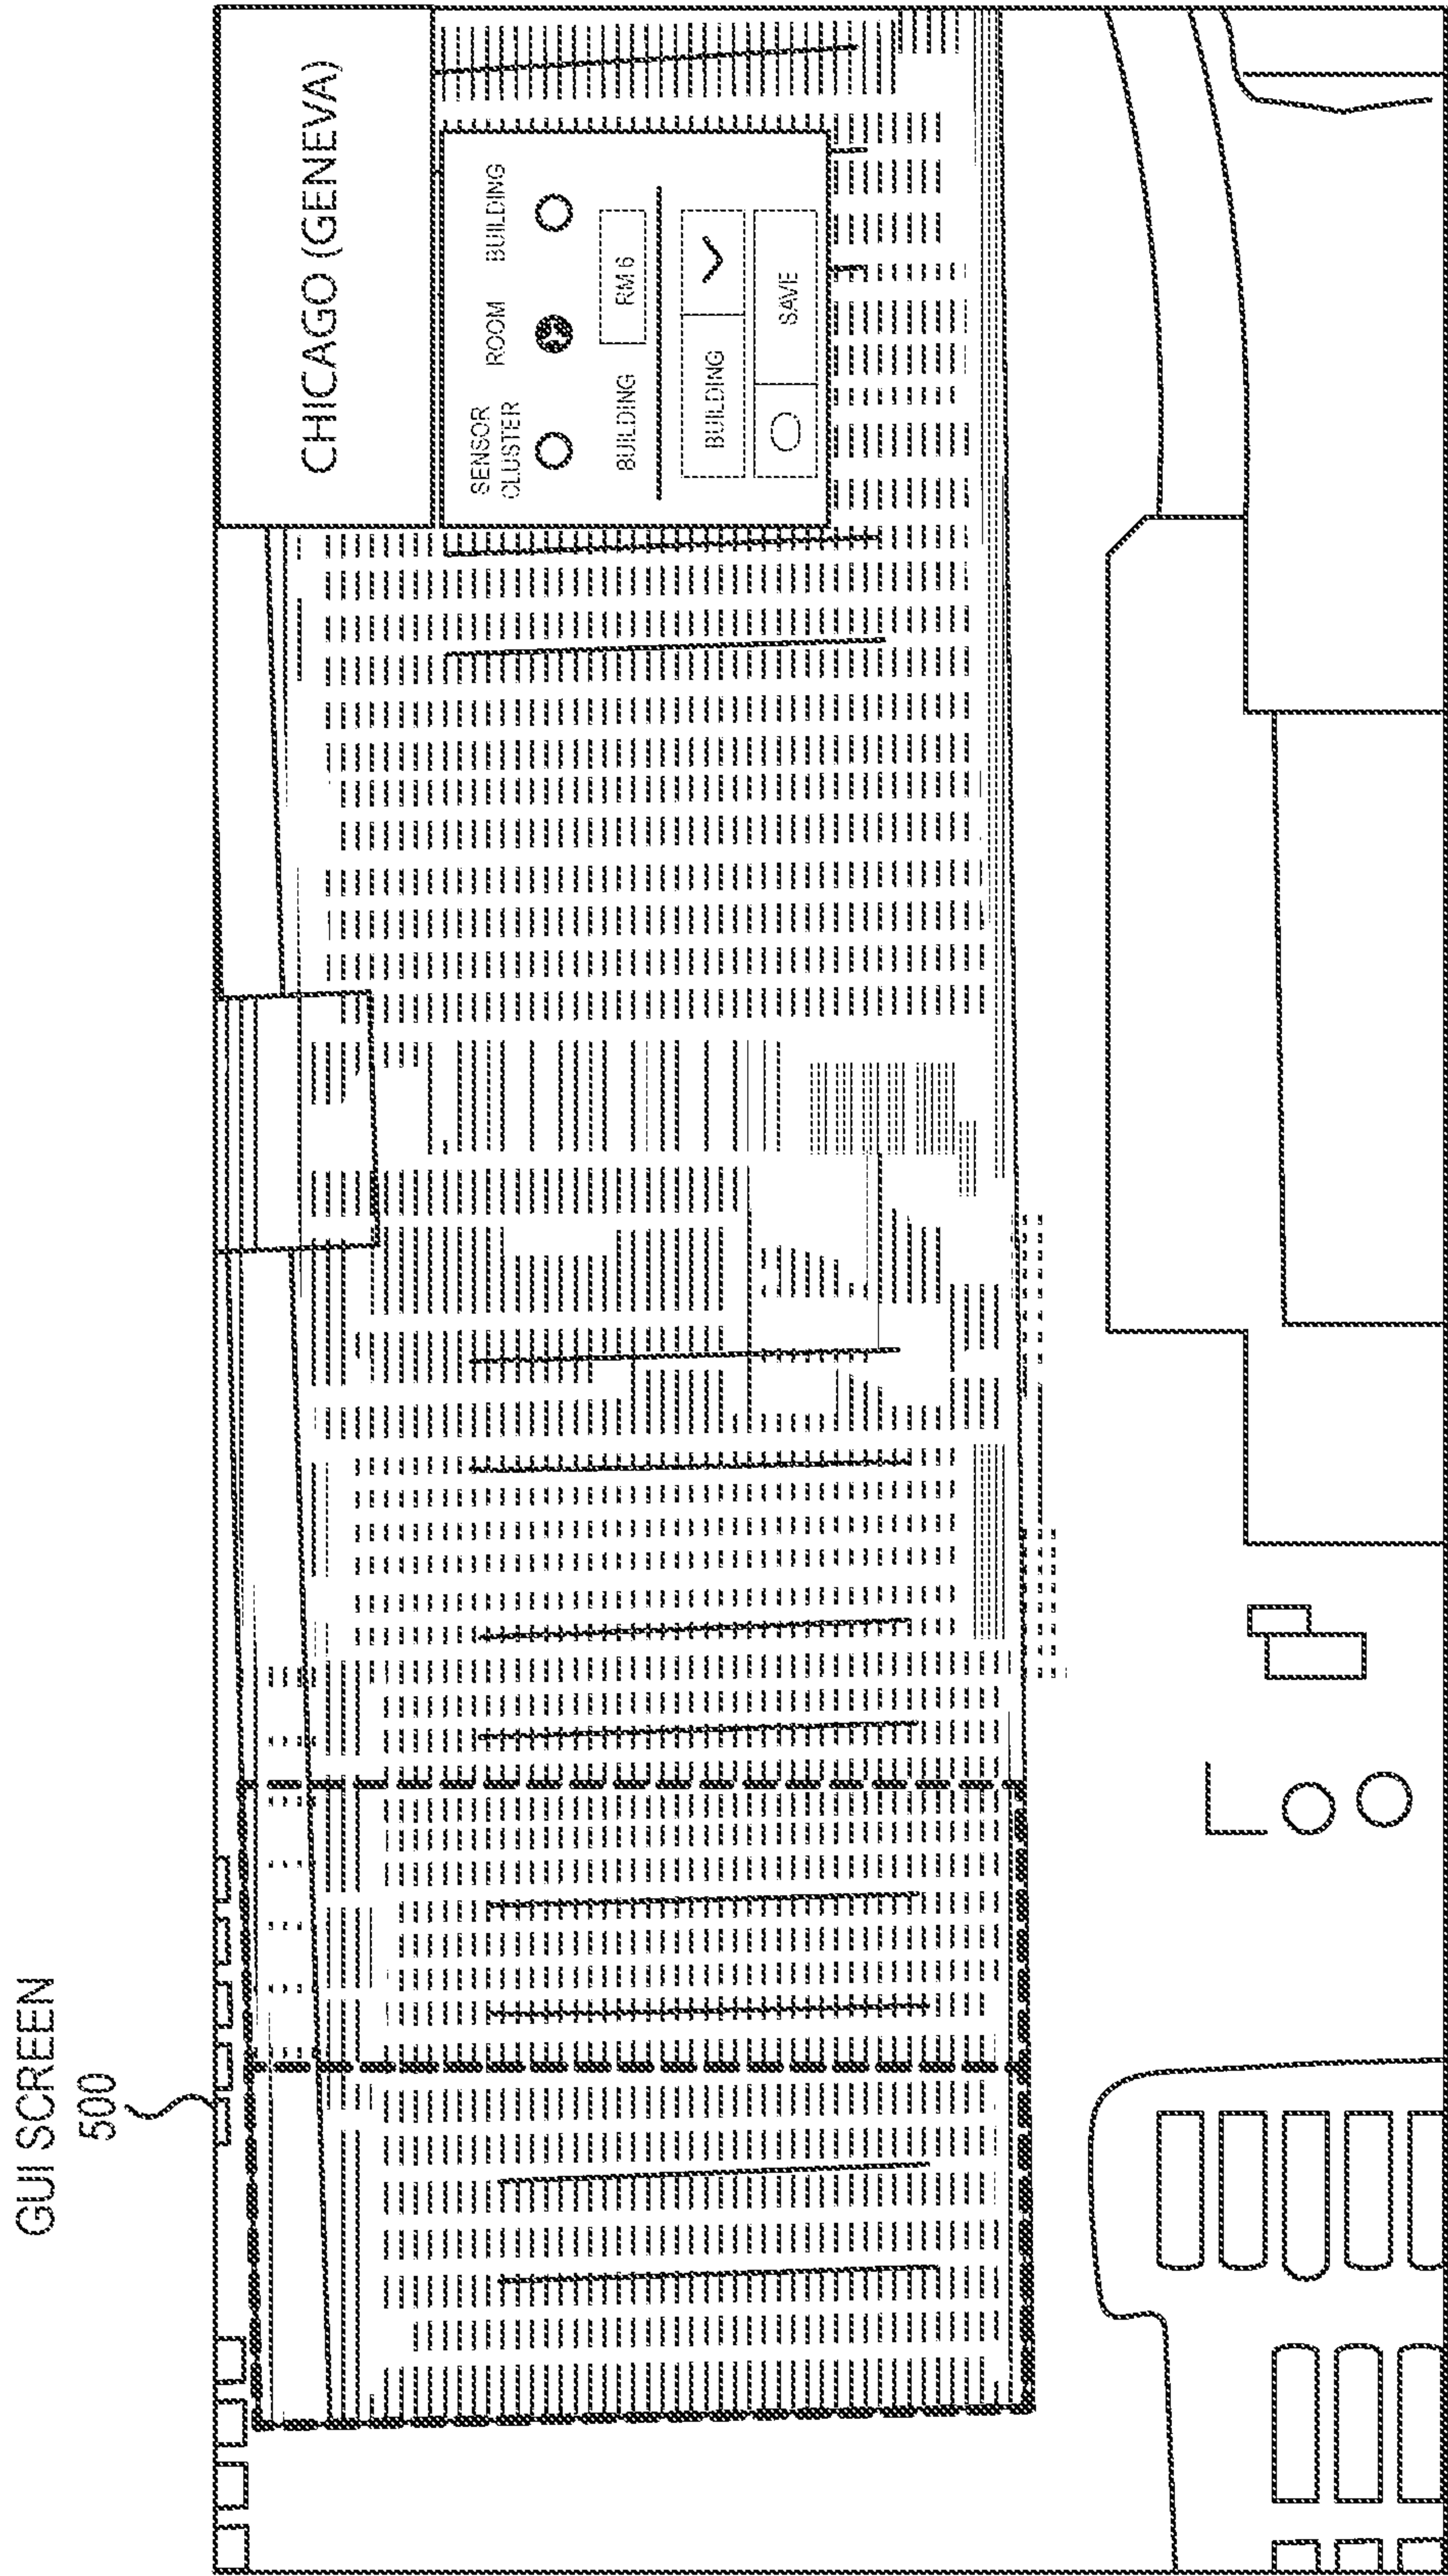 GUI SCREEN
500
CHICAGO (GENEVA)
SENSOR CLUSTER
ROOM
BUILDING
BUILDING
RM 6
BUILDING
SAVE